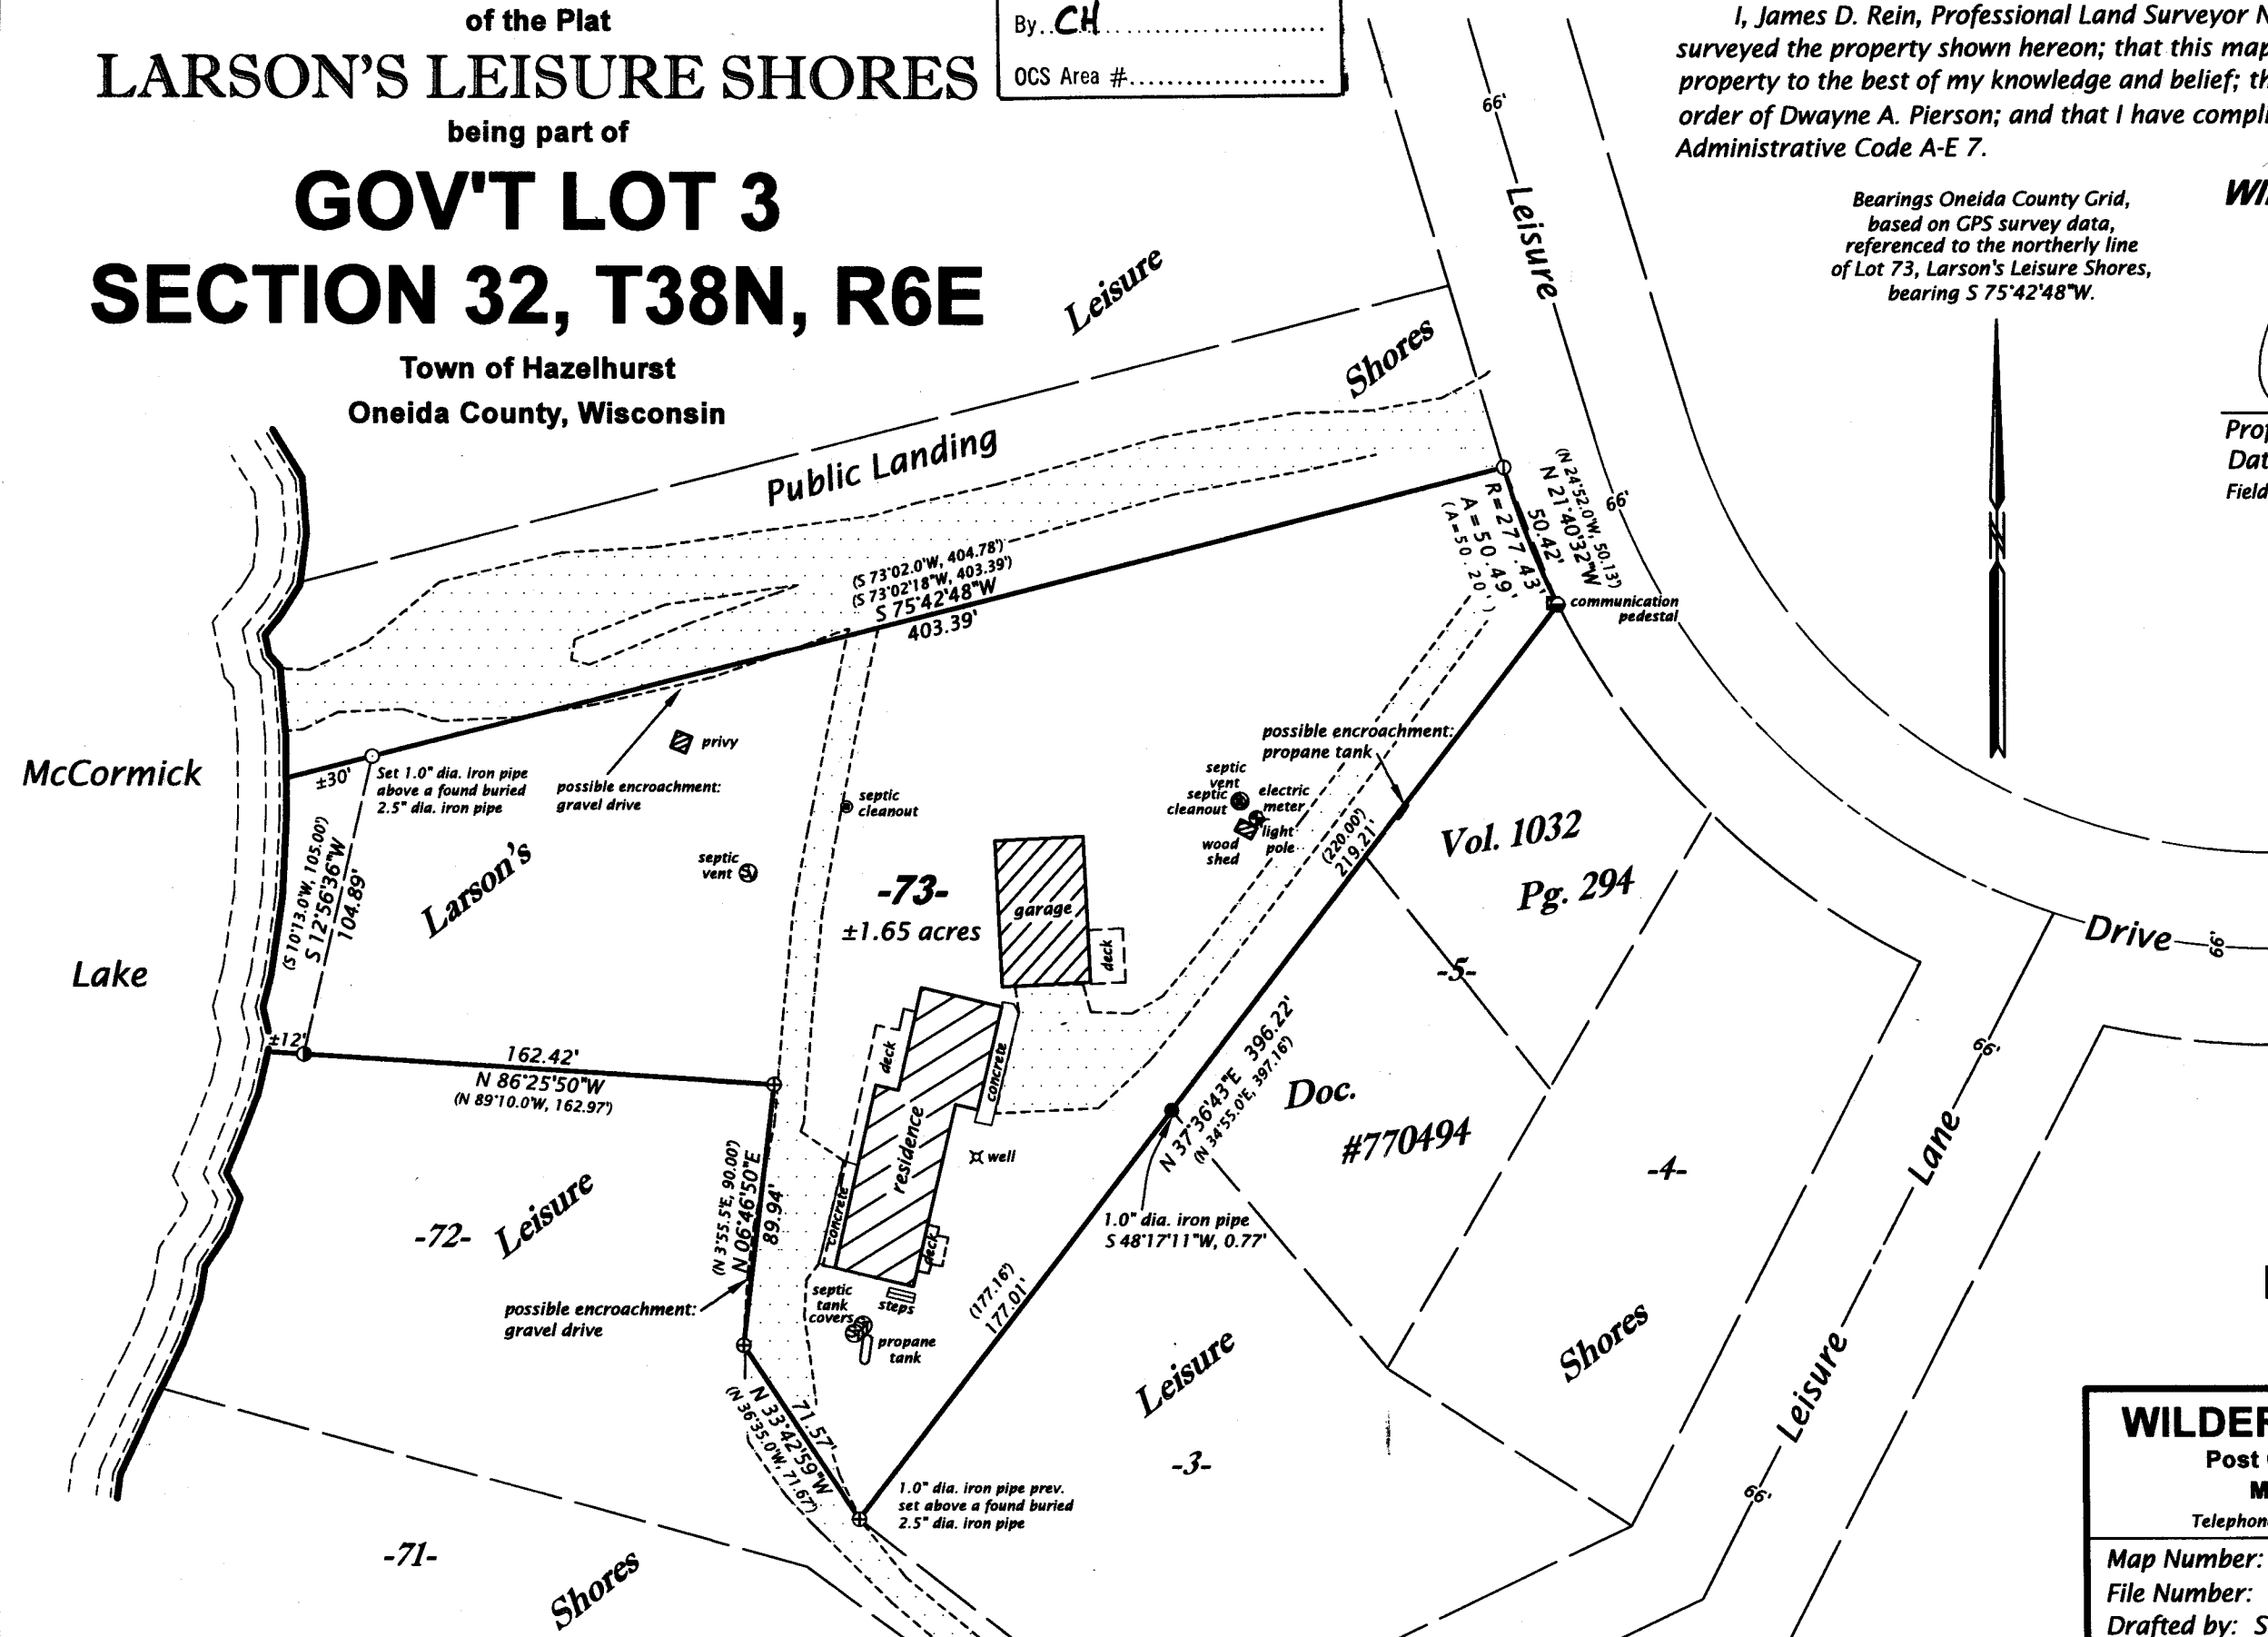 of the Plat
LARSON'S LEISURE SHORES
being part of
GOV'T LOT 3
SECTION 32, T38N, R6E
Town of Hazelhurst
Oneida County, Wisconsin
By..CH
OCS Area #
I, James D. Rein, Professional Land Surveyor
surveyed the property shown hereon; that this map
property to the best of my knowledge and belief;
order of Dwayne A. Pierson; and that I have
Administrative Code A-E 7.
Bearings Oneida County Grid,
based on GPS survey data,
referenced to the northerly line
of Lot 73, Larson's Leisure Shores,
bearing S 75°42'48"W.
N
66'
Leisure
Leisure
Shores
Public Landing
(S 73°02.0'W, 404.78')
(S 73°02'18"W, 403.39')
S 75°42'48"W
403.39'
(N 24°52.0'W, 50.13')
N 21°40'32"W
50.42'
R=277.43'
A=50.49'
(A=50.20')
66'
communication
pedestal
McCormick
Lake
±30'
Set 1.0" dia. iron pipe
above a found buried
2.5" dia. iron pipe
possible encroachment:
gravel drive
privy
septic
cleanout
septic
vent
possible encroachment:
propane tank
septic
vent
septic
cleanout
electric
meter
light
pole
wood
shed
(S 10°13.0'W, 105.00')
S 12°56'36"W
104.89'
Larson's
-73-
±1.65 acres
garage
deck
(220.00')
219.21'
Vol. 1032
Pg. 294
-5-
Drive
66'
±12'
162.42'
N 86°25'50"W
(N 89°10.0'W, 162.97')
deck
concrete
residence
well
concrete
deck
steps
septic
tank
covers
propane
tank
N 37°36'43"E 396.22'
(N 34°55.0'E, 397.16')
Doc.
#770494
-4-
66'
Lane
Leisure
66'
1.0" dia. iron pipe
S 48°17'11"W, 0.77'
(N 3°55.5'E, 90.00')
N 06°46'50"E
89.94'
-72-
Leisure
possible encroachment:
gravel drive
(177.16')
177.01'
Leisure
Shores
-3-
71.57'
N 33°42'59"W
(N 36°35.0'W, 71.67')
1.0" dia. iron pipe prev.
set above a found buried
2.5" dia. iron pipe
-71-
Shores
Post
Telephon
Map Number:
File Number:
Drafted by: S